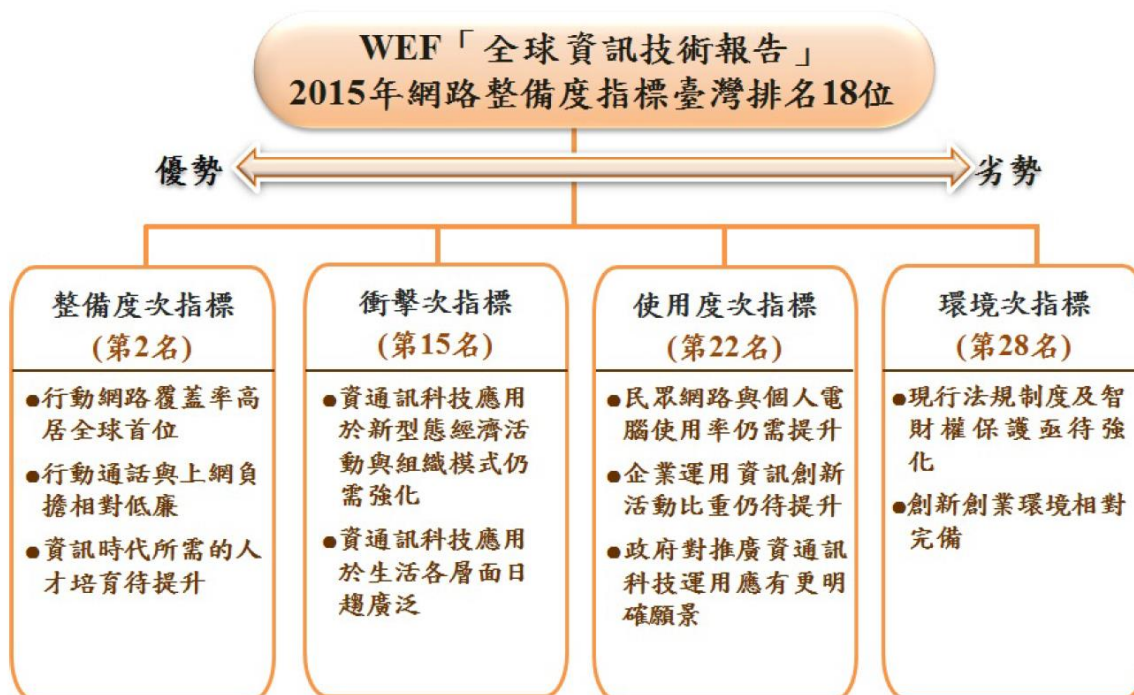 WEF「全球資訊技術報告」
2015年網路整備度指標臺灣排名18位
優勢
劣勢
整備度次指標
(第2名)
●行動網路覆蓋率高
居全球首位
●行動通話與上網負
擔相對低廉
●資訊時代所需的人
才培育待提升
衝擊次指標
(第15名)
●資通訊科技應用
於新型態經濟活
動與組織模式仍
需強化
●資通訊科技應用
於生活各層面日
趨廣泛
使用度次指標
(第22名)
●民眾網路與個人電
腦使用率仍需提升
●企業運用資訊創新
活動比重仍待提升
●政府對推廣資通訊
科技運用應有更明
確願景
環境次指標
(第28名)
●現行法規制度及智
財權保護亟待強
化
●創新創業環境相對
完備